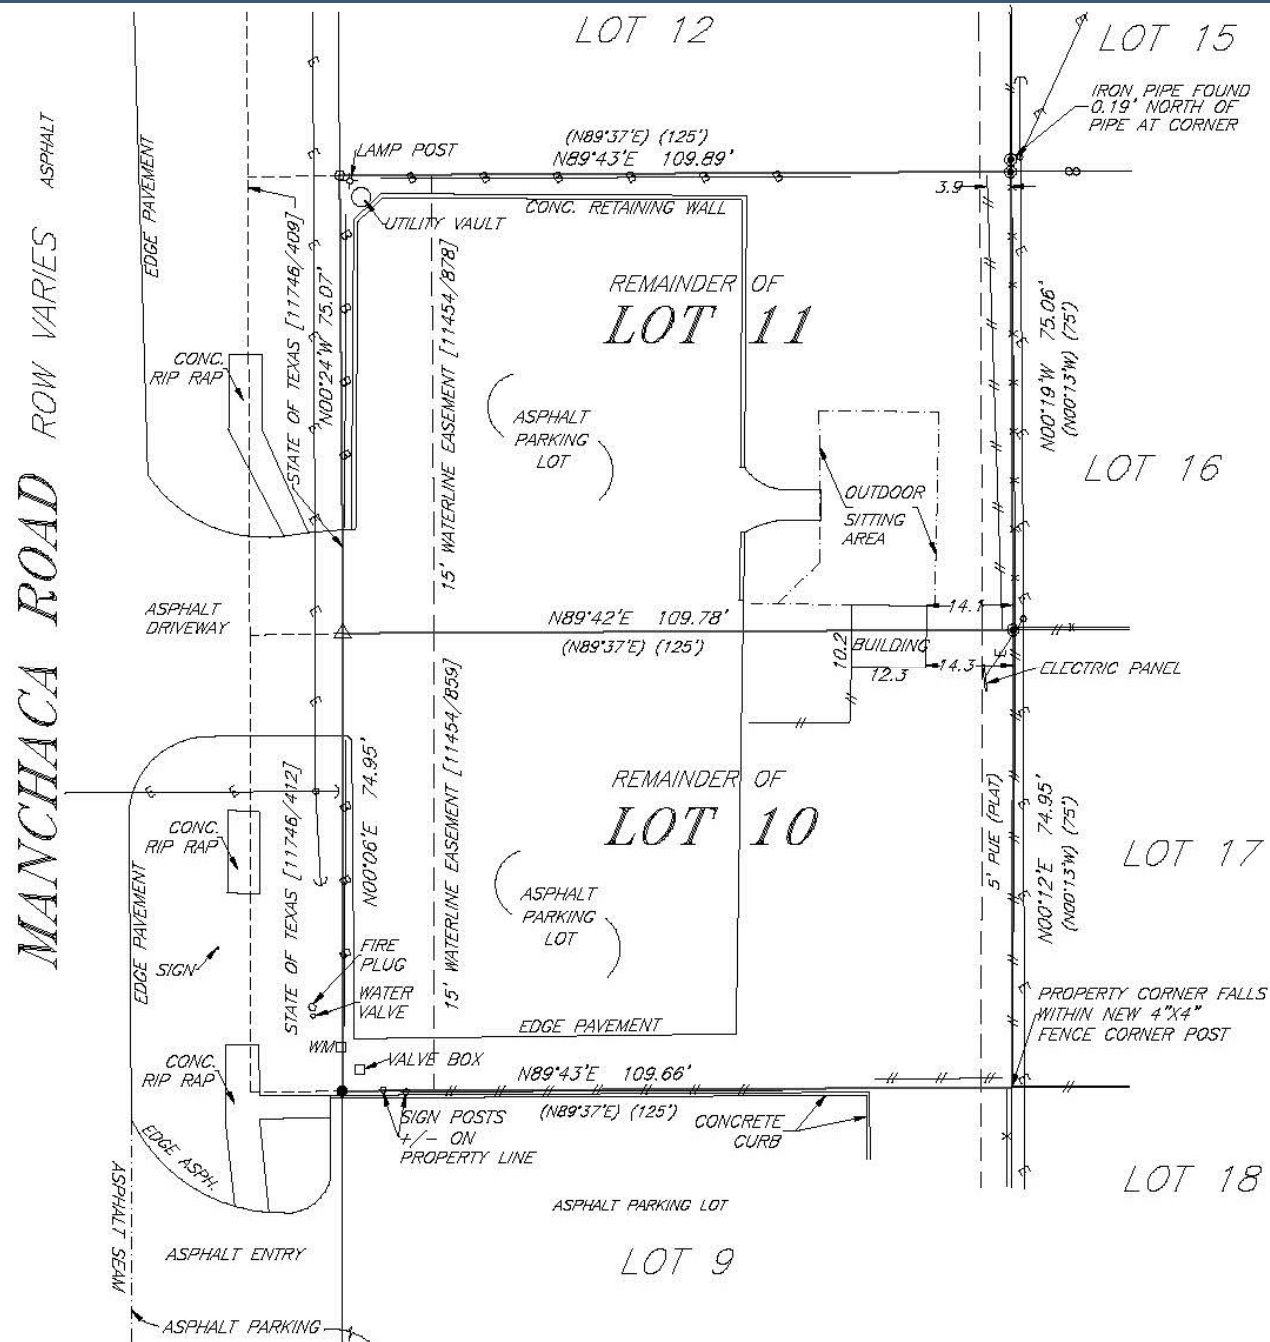 LOT 12
LOT 15
IRON PIPE FOUND
0.19' NORTH OF
PIPE AT CORNER
(N89°37'E) (125')
N89°43'E 109.89'
LAMP POST
3.9
CONC. RETAINING WALL
UTILITY VAULT
ASPHALT
EDGE PAVEMENT
MANCHACA ROAD ROW VARIES
STATE OF TEXAS [11746/409]
N00°24'W 75.07'
15' WATERLINE EASEMENT [11454/878]
REMAINDER OF
LOT 11
N00°19'W 75.06'
(N00°13'W) (75')
CONC.
RIP RAP
ASPHALT
PARKING
LOT
LOT 16
OUTDOOR
SITTING
AREA
ASPHALT
DRIVEWAY
N89°42'E 109.78'
(N89°37'E) (125')
14.1
10.2
BUILDING
12.3
14.3
ELECTRIC PANEL
STATE OF TEXAS [11746/412]
N00°06'E 74.95'
15' WATERLINE EASEMENT [11454/859]
REMAINDER OF
LOT 10
5' PUE (PLAT)
N00°12'E 74.95'
(N00°13'W) (75')
LOT 17
CONC.
RIP RAP
EDGE PAVEMENT
ASPHALT
PARKING
LOT
SIGN
FIRE
PLUG
WATER
VALVE
PROPERTY CORNER FALLS
WITHIN NEW 4"X4"
FENCE CORNER POST
EDGE PAVEMENT
WM
VALVE BOX
CONC.
RIP RAP
N89°43'E 109.66'
(N89°37'E) (125')
SIGN POSTS
+/- ON
PROPERTY LINE
CONCRETE
CURB
EDGE ASPH.
ASPHALT SEAM
LOT 18
ASPHALT PARKING LOT
ASPHALT ENTRY
LOT 9
ASPHALT PARKING